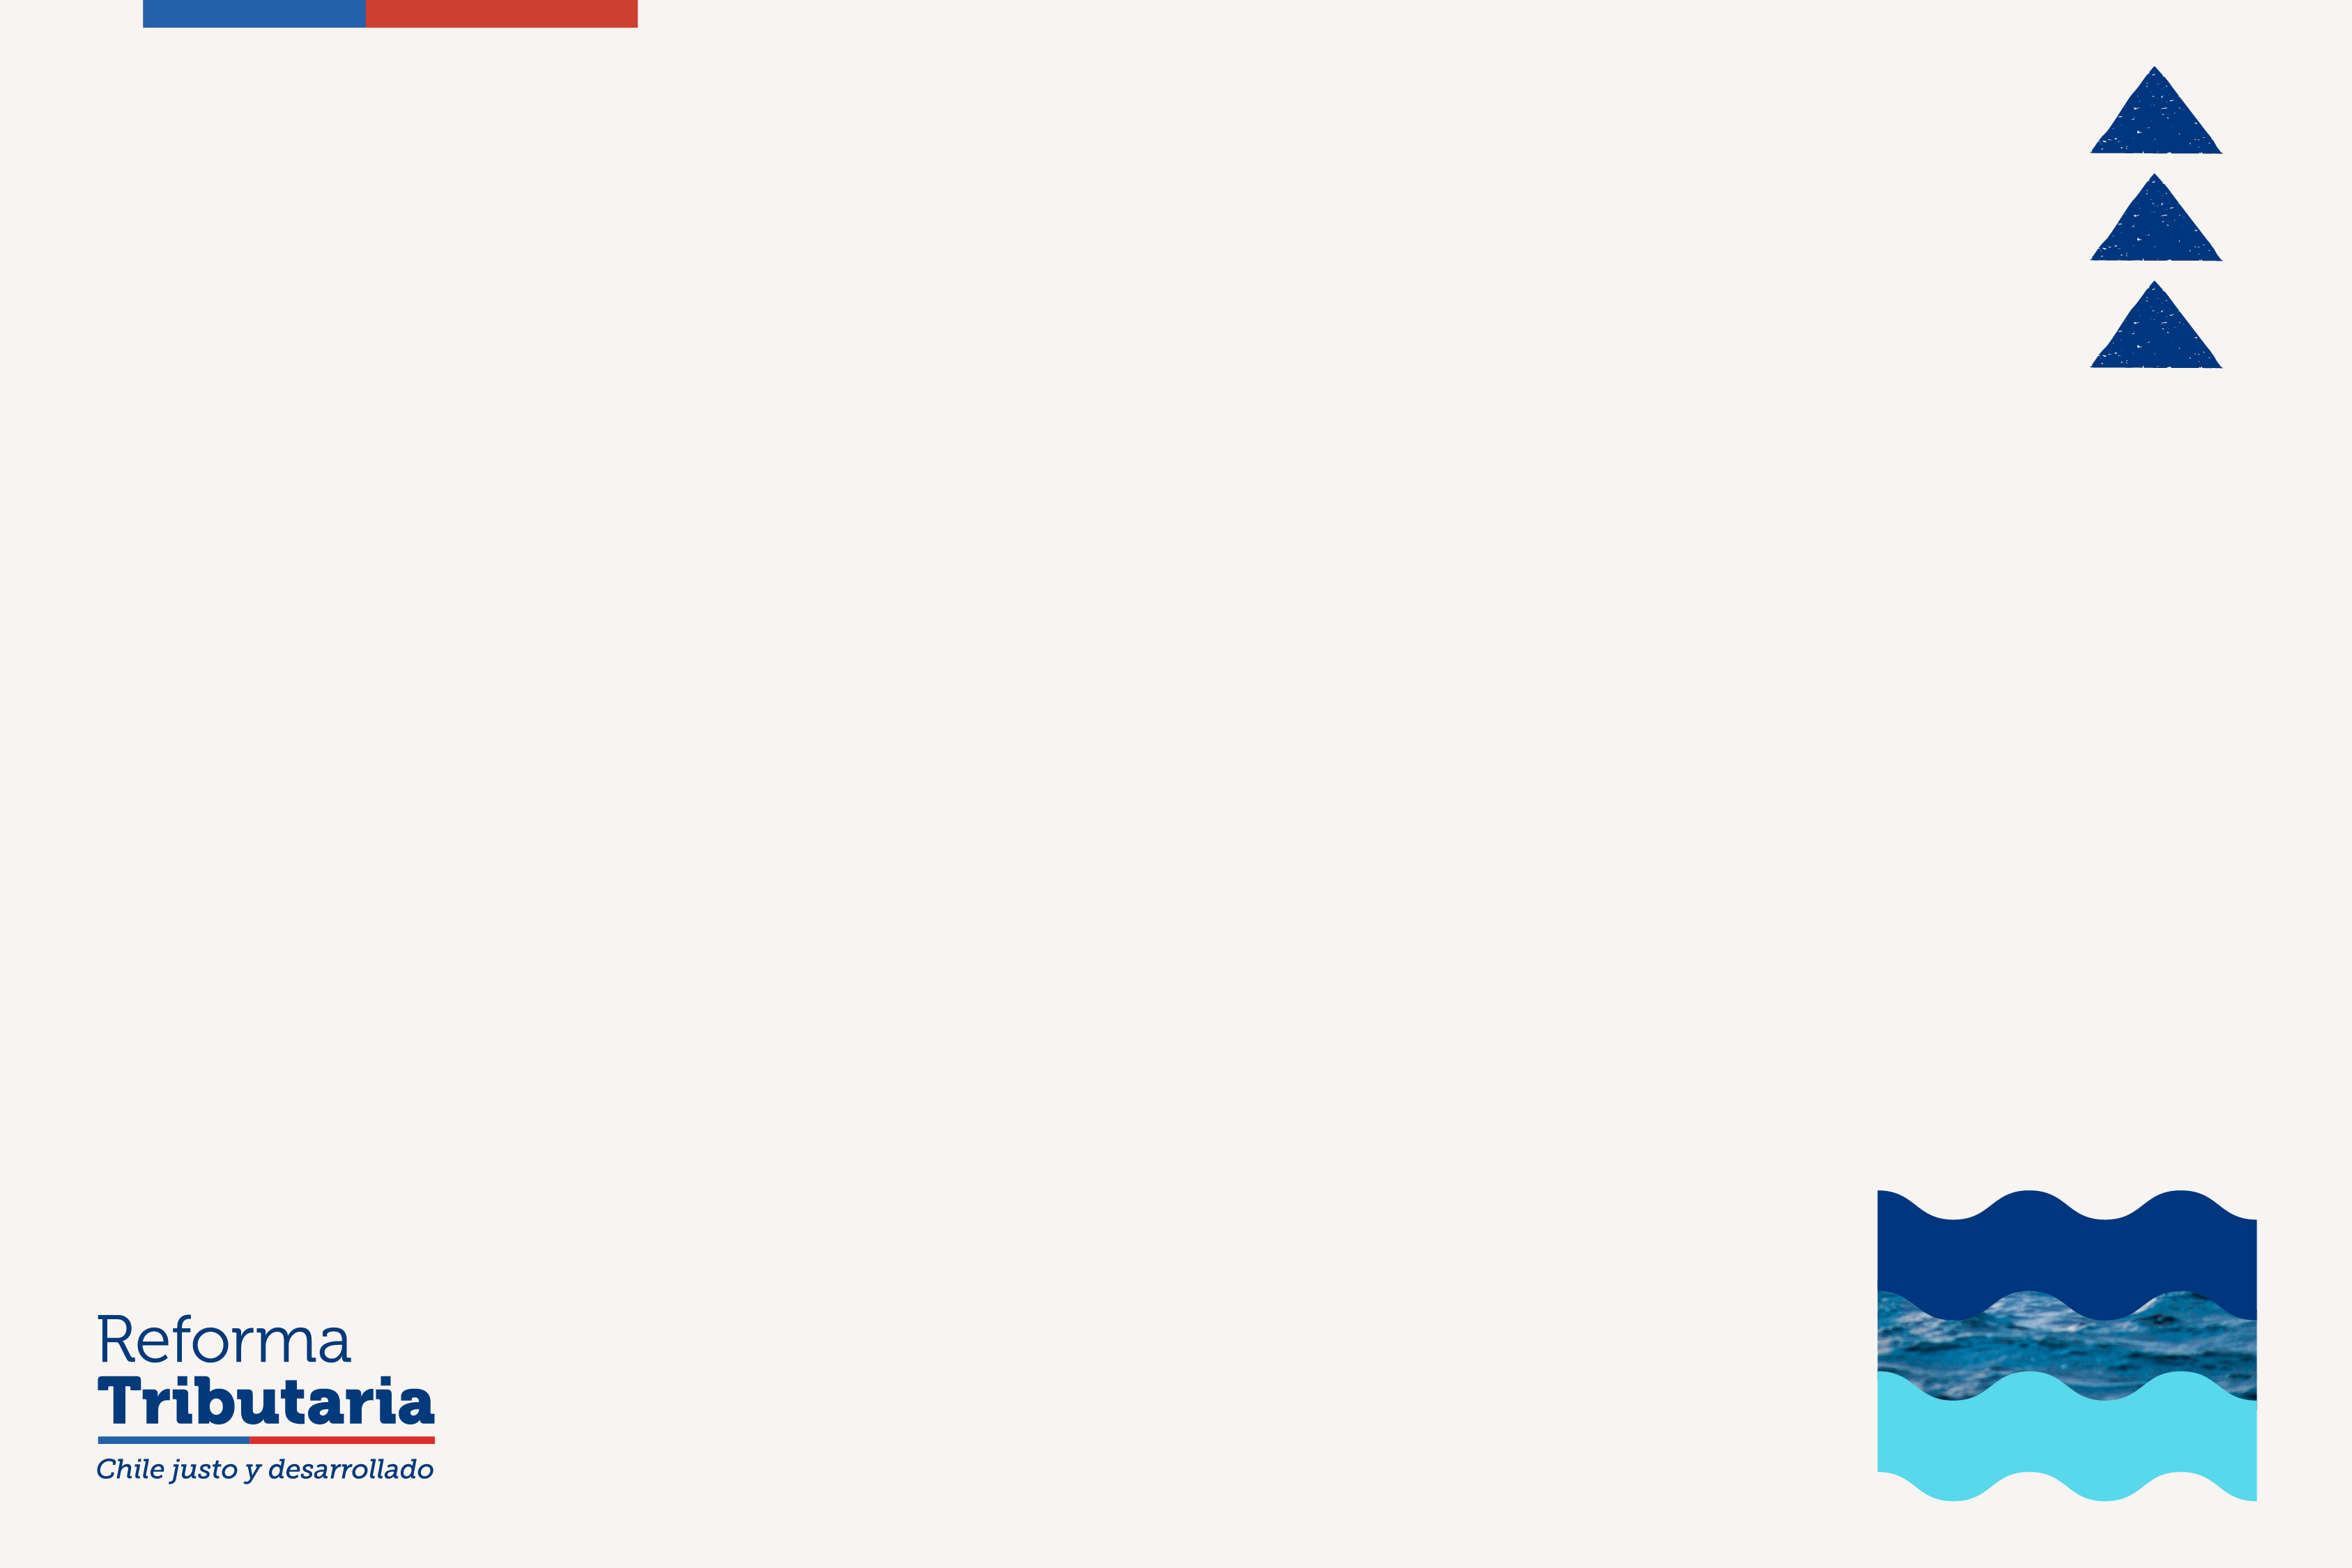 Reforma
Tributaria
Chile justo y desarrollado